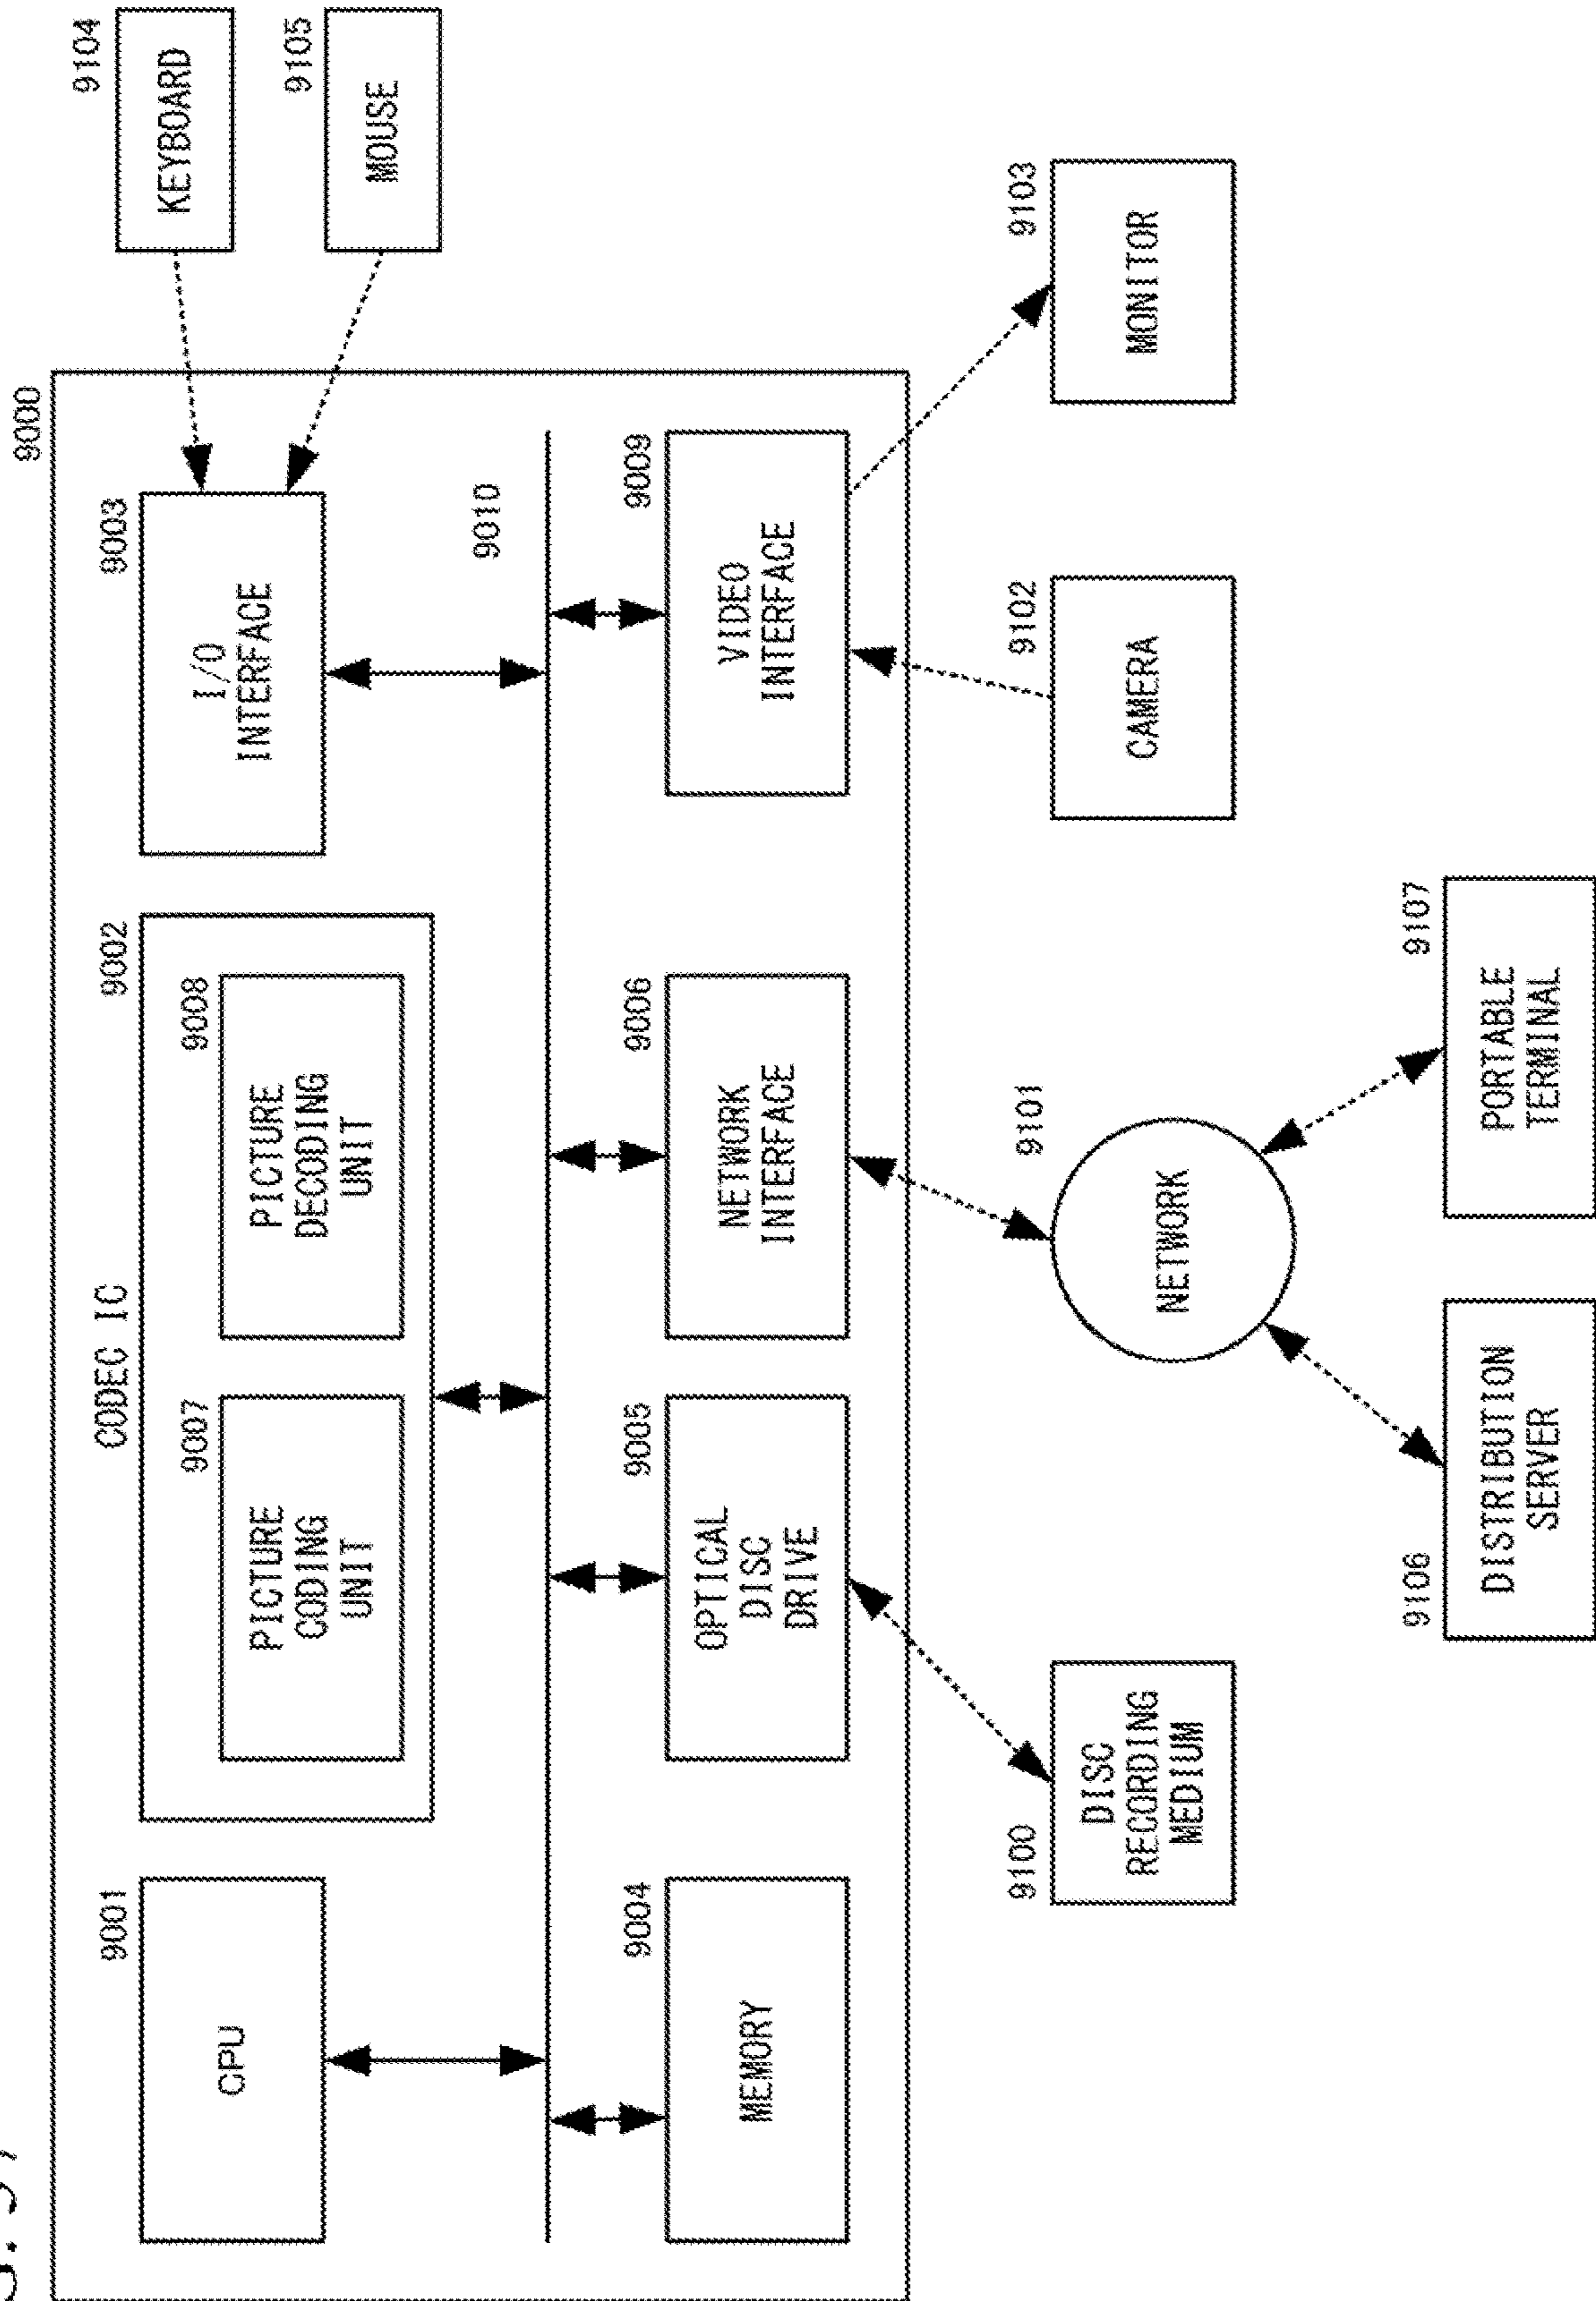 9000
9001
CPU
CODEC IC
9002
9007
PICTURE
CODING
UNIT
9008
PICTURE
DECODING
UNIT
9003
I/O
INTERFACE
9104
KEYBOARD
9105
MOUSE
9010
9004
MEMORY
9005
OPTICAL
DISC
DRIVE
9006
NETWORK
INTERFACE
9009
VIDEO
INTERFACE
9100
DISC
RECORDING
MEDIUM
9101
NETWORK
9102
CAMERA
9103
MONITOR
9106
DISTRIBUTION
SERVER
9107
PORTABLE
TERMINAL